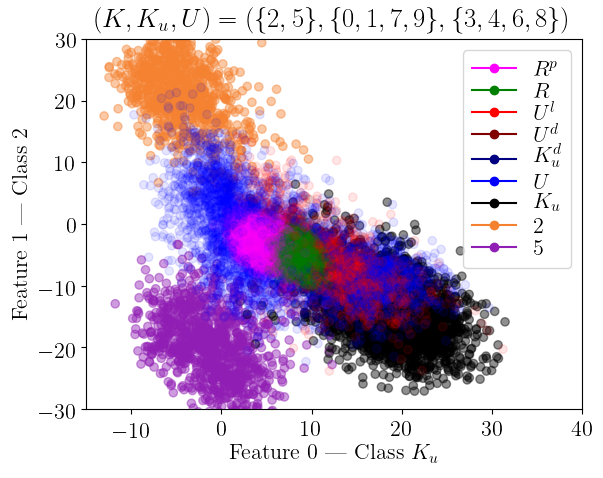 (K, K_u, U) = ({2, 5}, {0, 1, 7, 9}, {3, 4, 6, 8})
30
20
10
0
−10
−20
−30
Feature 1 — Class 2
R^p
R
U^l
U^d
K_u^d
U
K_u
2
5
−10
0
10
20
30
40
Feature 0 — Class K_u